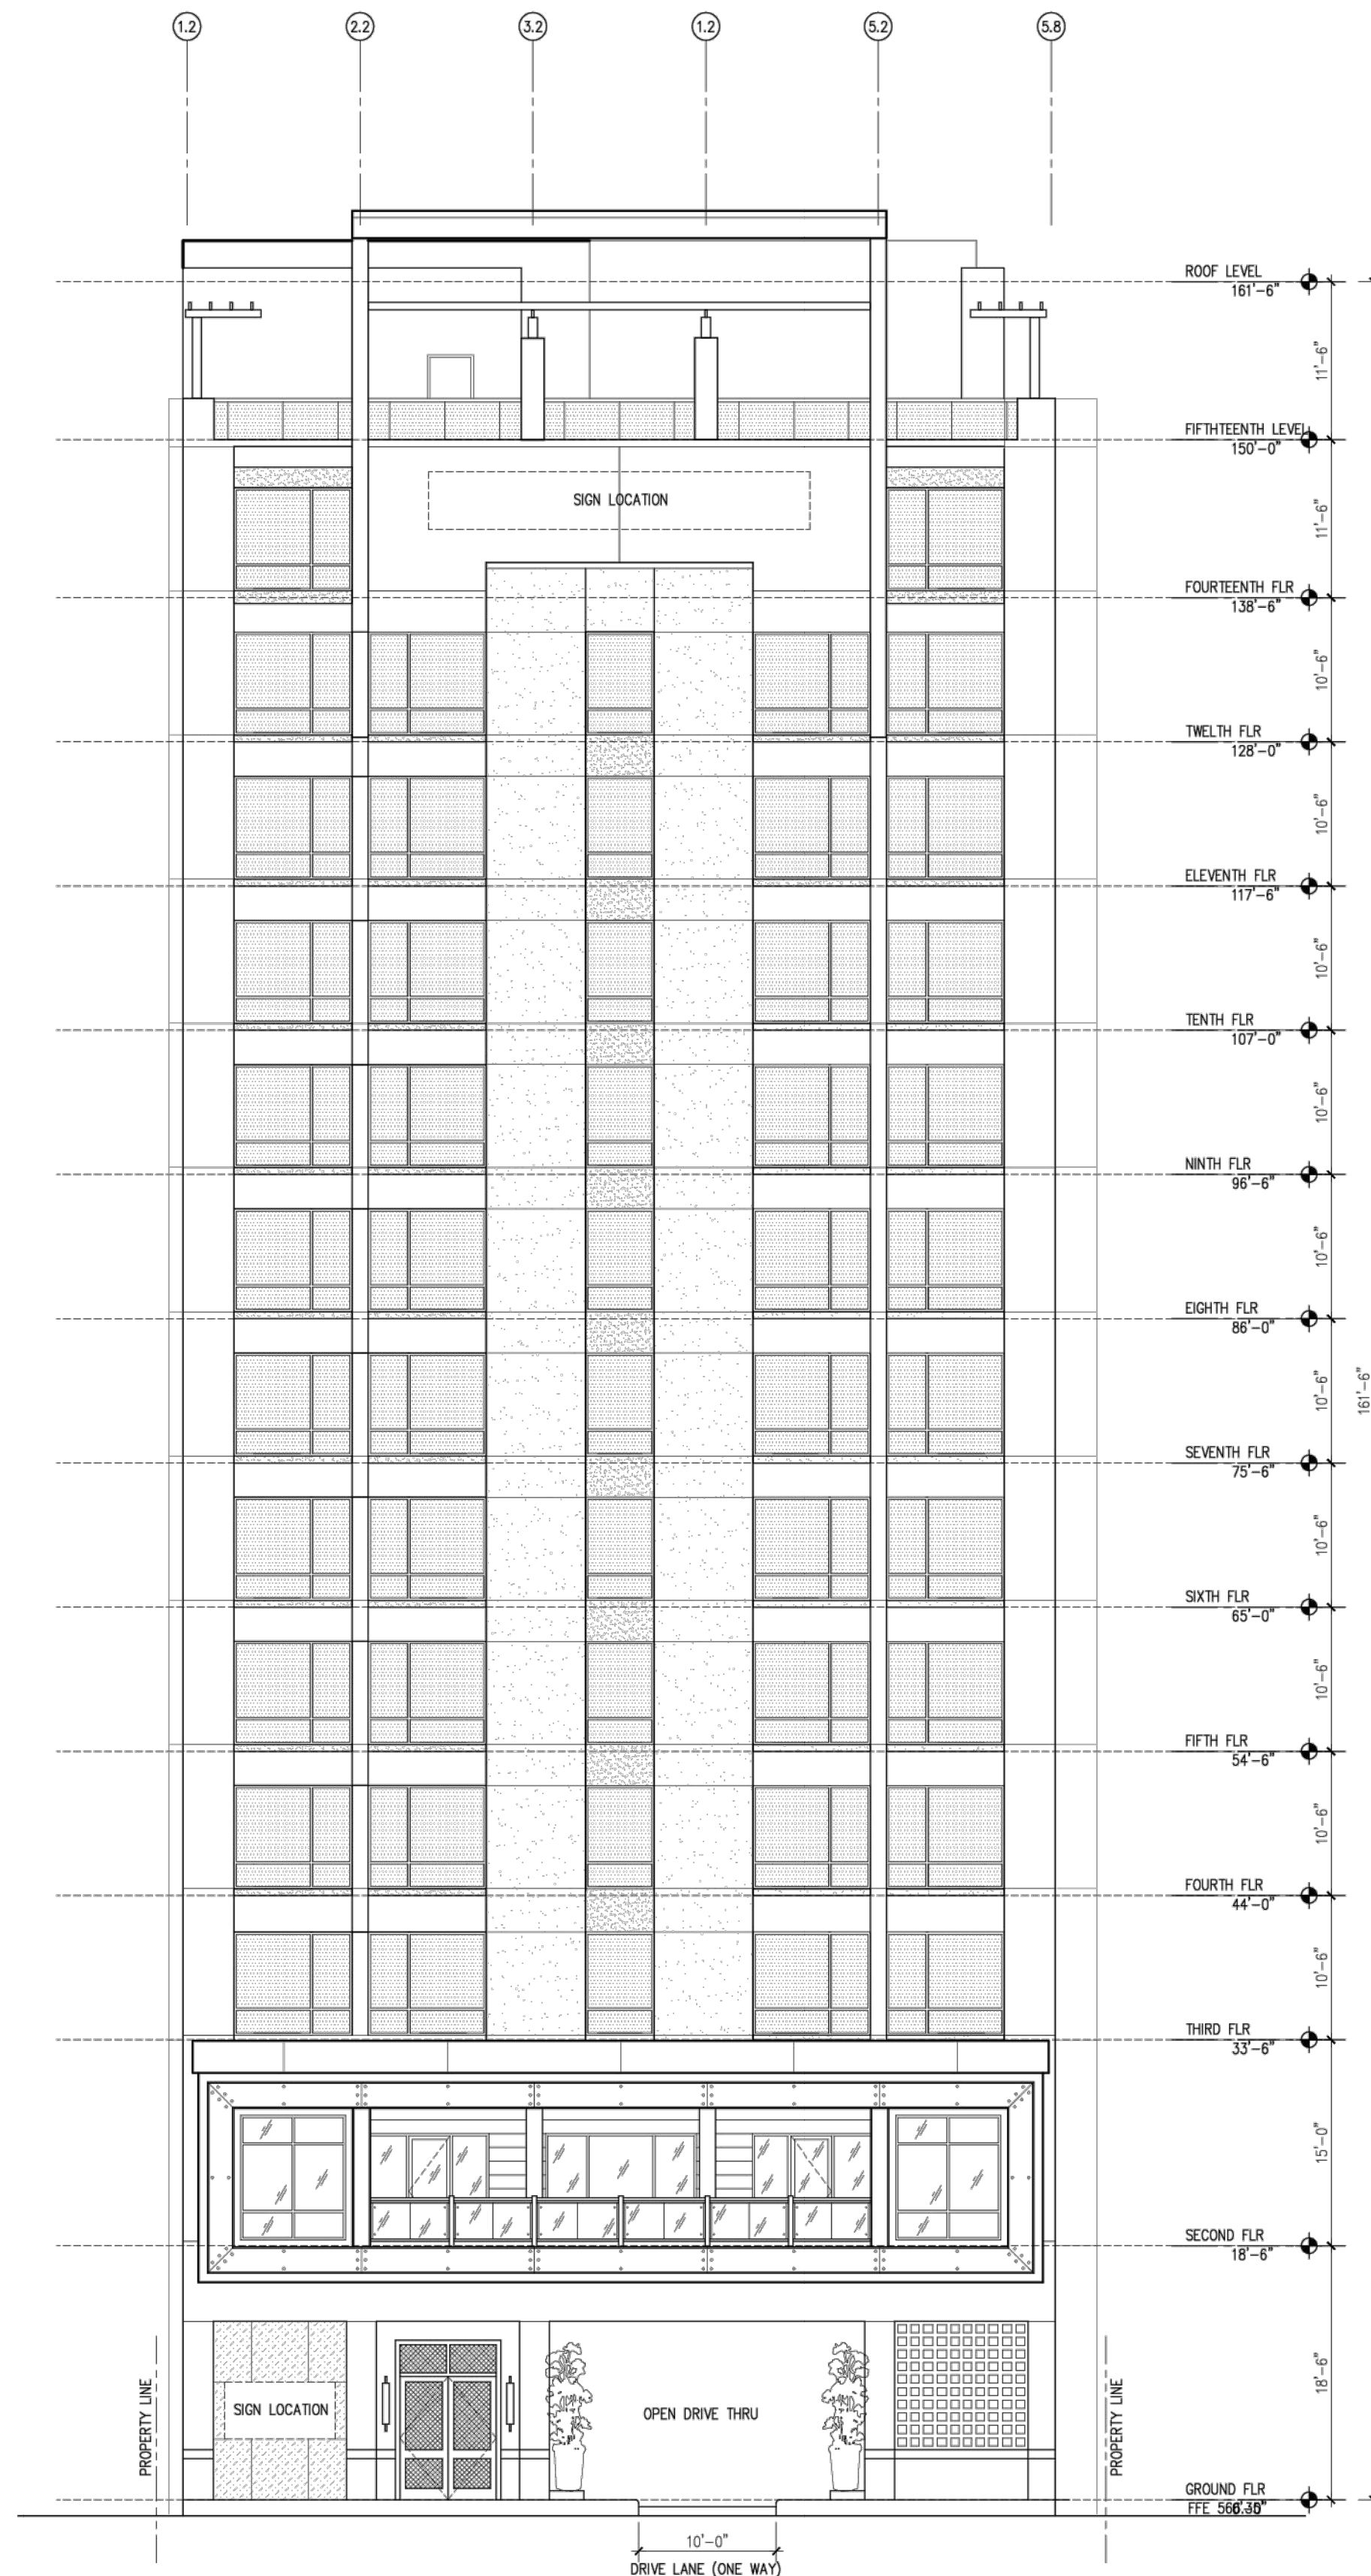 1.2 2.2 3.2 1.2 5.2 5.8
ROOF LEVEL
161'-6"
11'-6"
FIFHTEENTH LEVEL
150'-0"
SIGN LOCATION
11'-6"
FOURTEENTH FLR
138'-6"
10'-6"
TWELTH FLR
128'-0"
10'-6"
ELEVENTH FLR
117'-6"
10'-6"
TENTH FLR
107'-0"
10'-6"
NINTH FLR
96'-6"
10'-6"
EIGHTH FLR
86'-0"
10'-6"
161'-6"
SEVENTH FLR
75'-6"
10'-6"
SIXTH FLR
65'-0"
10'-6"
FIFTH FLR
54'-6"
10'-6"
FOURTH FLR
44'-0"
10'-6"
THIRD FLR
33'-6"
15'-0"
SECOND FLR
18'-6"
18'-6"
PROPERTY LINE
SIGN LOCATION
OPEN DRIVE THRU
PROPERTY LINE
GROUND FLR
FFE
10'-0"
DRIVE LANE (ONE WAY)